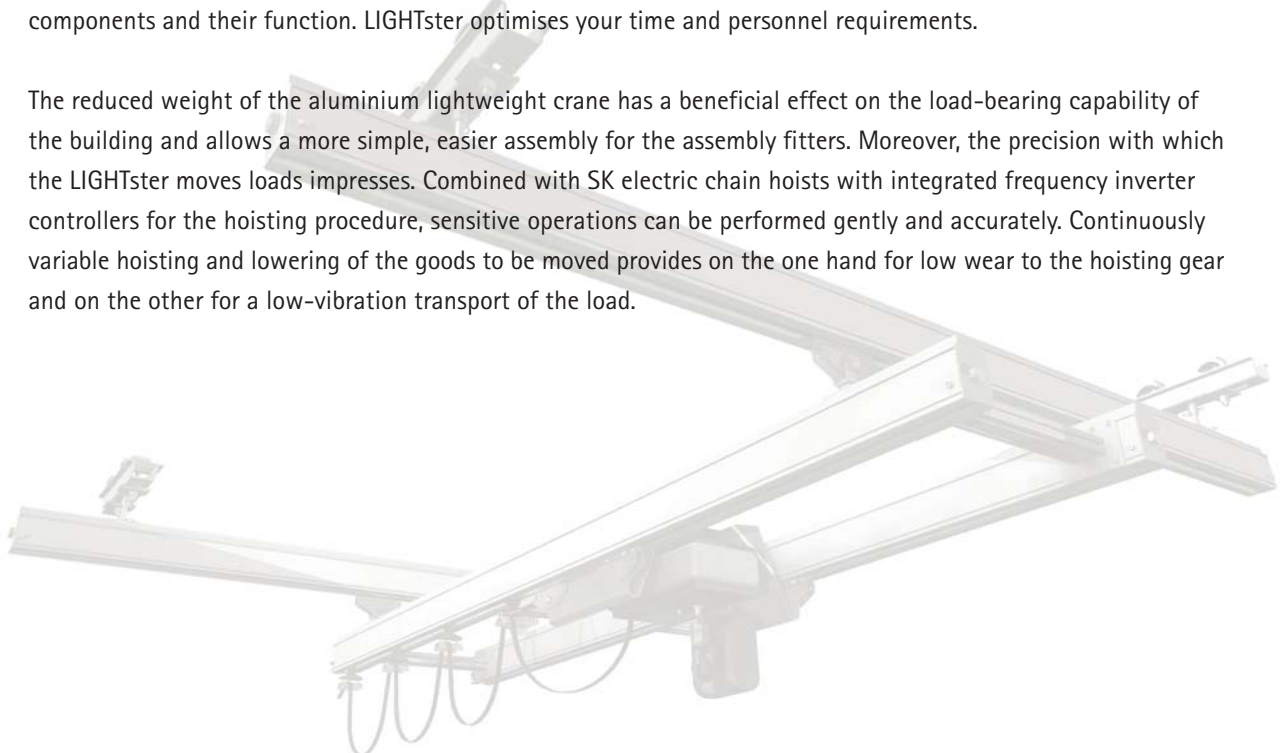 components and their function. LIGHTster optimises your time and personnel requirements.
The reduced weight of the aluminium lightweight crane has a beneficial effect on the load-bearing capability of
the building and allows a more simple, easier assembly for the assembly fitters. Moreover, the precision with which
the LIGHTster moves loads impresses. Combined with SK electric chain hoists with integrated frequency inverter
controllers for the hoisting procedure, sensitive operations can be performed gently and accurately. Continuously
variable hoisting and lowering of the goods to be moved provides on the one hand for low wear to the hoisting gear
and on the other for a low-vibration transport of the load.